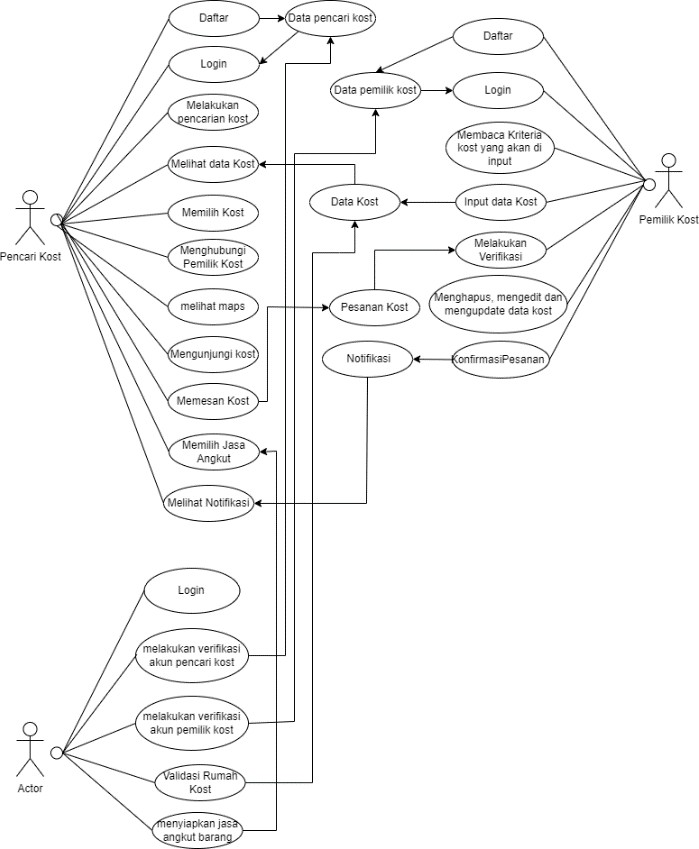 Daftar
Data pencari kost
Daftar
Login
Data pemilik kost
Login
Melakukan
pencarian kost
Membaca Kriteria
kost yang akan di
input
Melihat data Kost
Pencari Kost
Pemilik Kost
Memilih Kost
Data Kost
Input data Kost
Menghubungi
Pemilik Kost
Melakukan
Verifikasi
melihat maps
Pesanan Kost
Menghapus, mengedit dan
mengupdate data kost
Mengunjungi kost
Notifikasi
KonfirmasiPesanan
Memesan Kost
Memilih Jasa
Angkut
Melihat Notifikasi
Login
melakukan verifikasi
akun pencari kost
melakukan verifikasi
akun pemilik kost
Actor
Validasi Rumah
Kost
menyiapkan jasa
angkut barang